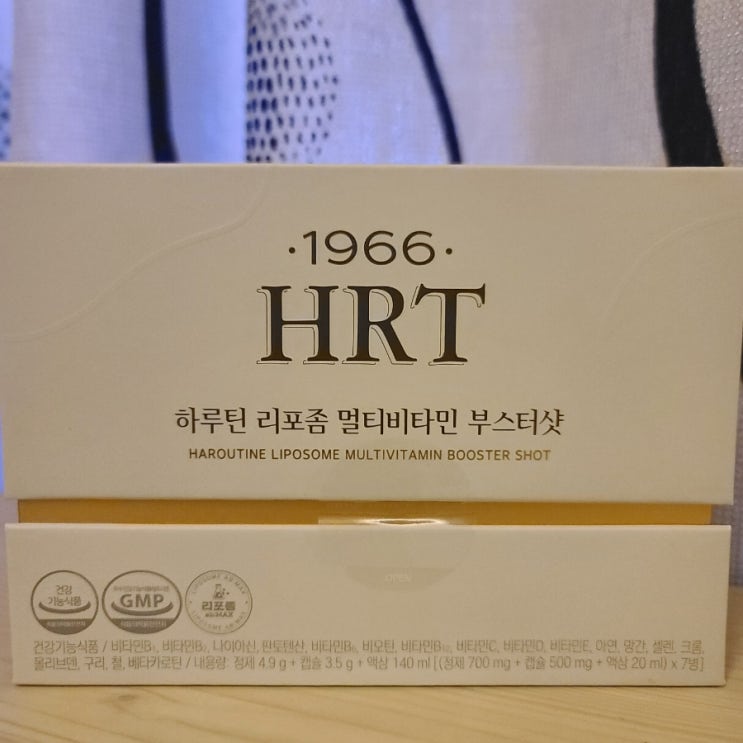 ·1966·
HRT
하루틴 리포좀 멀티비타민 부스터샷
HAROUTINE LIPOSOME MULTIVITAMIN BOOSTER SHOT
OPEN
건강
기능식품
GMP
리포좀
건강기능식품 / 비타민B₁, 비타민B₂, 나이아신, 판토텐산, 비타민B₆, 비오틴, 비타민B₁₂, 비타민C, 비타민D, 비타민E, 아연, 망간, 셀렌, 크롬,
몰리브덴, 구리, 철, 베타카로틴 / 내용량: 정제 4.9 g + 캡슐 3.5 g + 액상 140 ml [(정제 700 mg + 캡슐 500 mg + 액상 20 ml) x 7병]